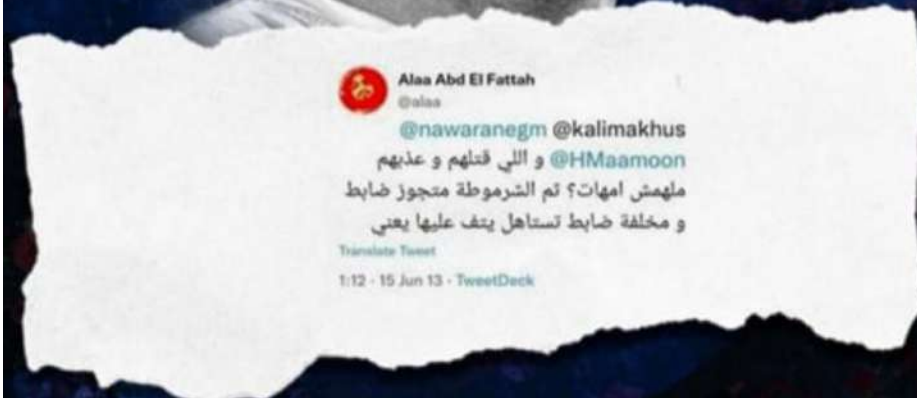 Alaa Abd El Fattah
@alaa
@nawaranegm @kalimakhus
@HMaamoon و اللي قتلهم و عذبهم
ملهمش امهات؟ ثم الشرموطة متجوز ضابط
و مخلفة ضابط تستاهل يتف عليها يعني
Translate Tweet
1:12 - 15 Jun 13 - TweetDeck